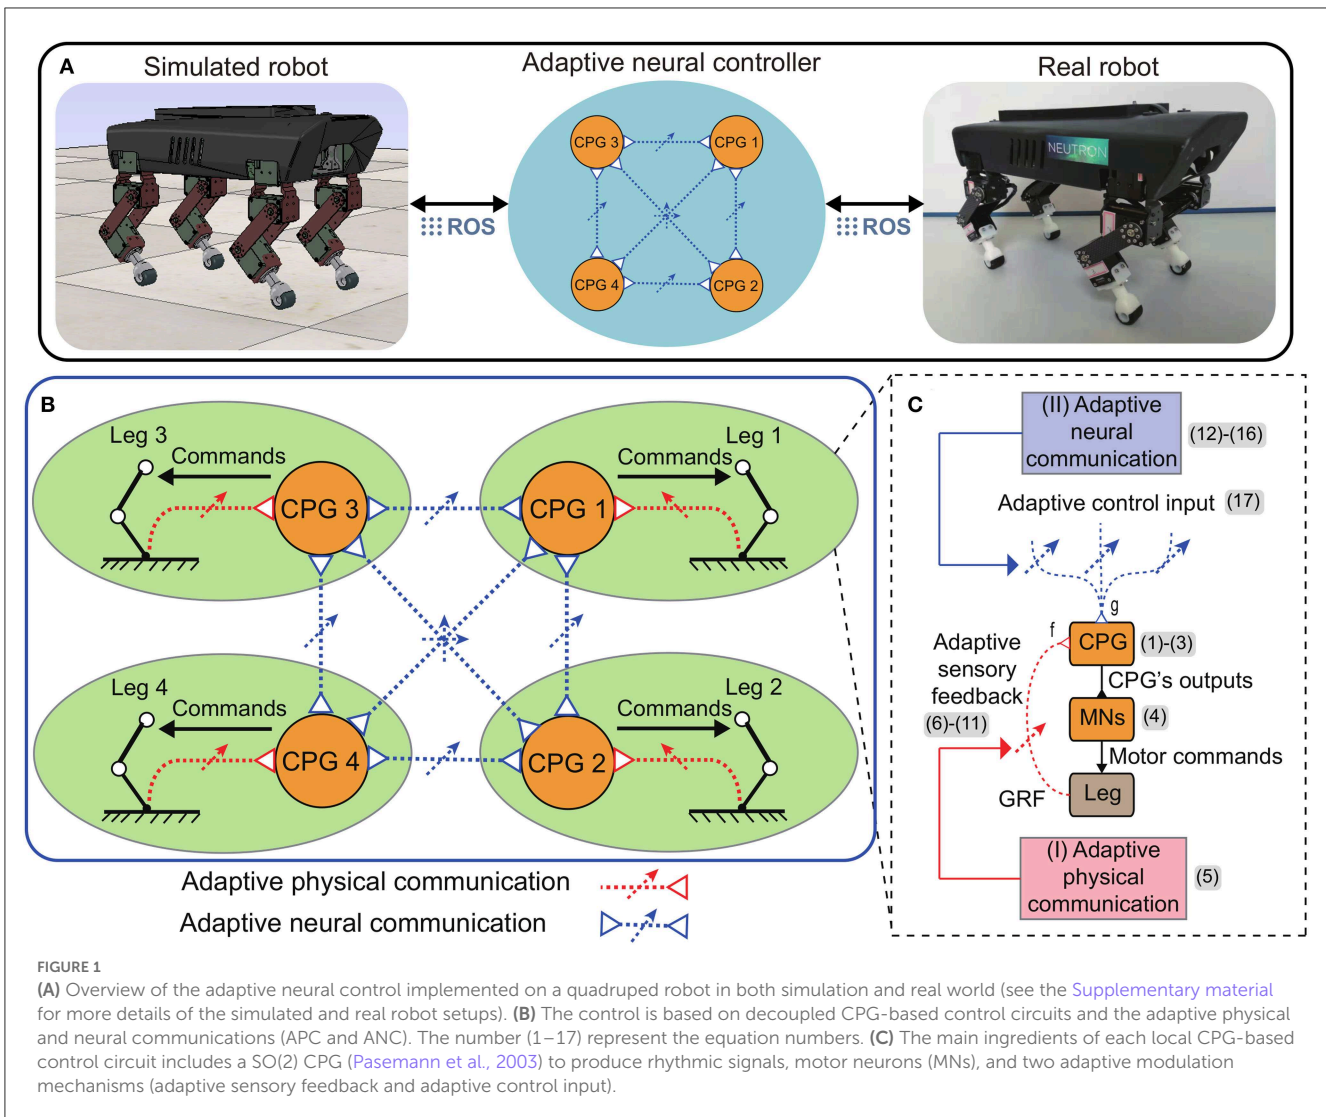 A
Simulated robot
Adaptive neural controller
Real robot
CPG 3
CPG 1
NEUTRON
ROS
ROS
CPG 4
CPG 2
B
Leg 3
Commands
CPG 3
Leg 1
Commands
CPG 1
Leg 4
Commands
CPG 4
Leg 2
Commands
CPG 2
Adaptive physical communication
Adaptive neural communication
C
(II) Adaptive
neural
communication
(12)-(16)
Adaptive control input (17)
g
f
CPG (1)-(3)
Adaptive
sensory
feedback
(6)-(11)
CPG's outputs
MNs (4)
Motor commands
GRF
Leg
(I) Adaptive
physical
communication
(5)
FIGURE 1
(A) Overview of the adaptive neural control implemented on a quadruped robot in both simulation and real world (see the Supplementary material
for more details of the simulated and real robot setups). (B) The control is based on decoupled CPG-based control circuits and the adaptive physical
and neural communications (APC and ANC). The number (1–17) represent the equation numbers. (C) The main ingredients of each local CPG-based
control circuit includes a SO(2) CPG (Pasemann et al., 2003) to produce rhythmic signals, motor neurons (MNs), and two adaptive modulation
mechanisms (adaptive sensory feedback and adaptive control input).